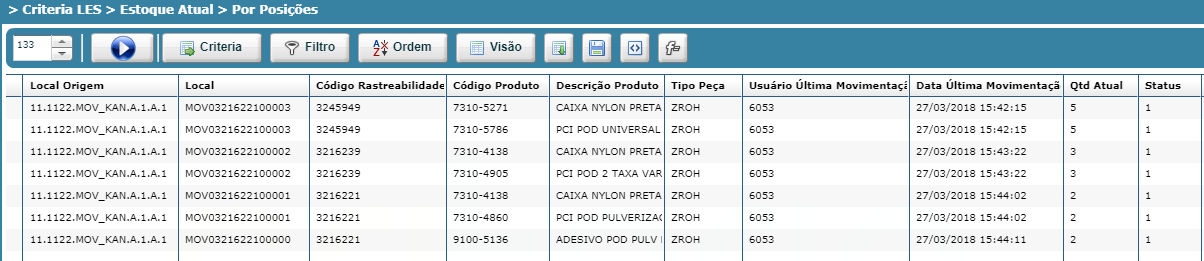 > Criteria LES > Estoque Atual > Por Posições
133 Criteria Filtro Ordem Visão
Local Origem Local Código Rastreabilidade Código Produto Descrição Produto Tipo Peça Usuário Última Movimentaçã Data Última Movimentaçã Qtd Atual Status
11.1122.MOV_KAN.A.1.A.1 MOV0321622100003 3245949 7310-5271 CAIXA NYLON PRETA ZROH 6053 27/03/2018 15:42:15 5 1
11.1122.MOV_KAN.A.1.A.1 MOV0321622100003 3245949 7310-5786 PCI POD UNIVERSAL ZROH 6053 27/03/2018 15:42:15 5 1
11.1122.MOV_KAN.A.1.A.1 MOV0321622100002 3216239 7310-4138 CAIXA NYLON PRETA ZROH 6053 27/03/2018 15:43:22 3 1
11.1122.MOV_KAN.A.1.A.1 MOV0321622100002 3216239 7310-4905 PCI POD 2 TAXA VAR ZROH 6053 27/03/2018 15:43:22 3 1
11.1122.MOV_KAN.A.1.A.1 MOV0321622100001 3216221 7310-4138 CAIXA NYLON PRETA ZROH 6053 27/03/2018 15:44:02 2 1
11.1122.MOV_KAN.A.1.A.1 MOV0321622100001 3216221 7310-4860 PCI POD PULVERIZAÇ ZROH 6053 27/03/2018 15:44:02 2 1
11.1122.MOV_KAN.A.1.A.1 MOV0321622100000 3216221 9100-5136 ADESIVO POD PULV ZROH 6053 27/03/2018 15:44:11 2 1